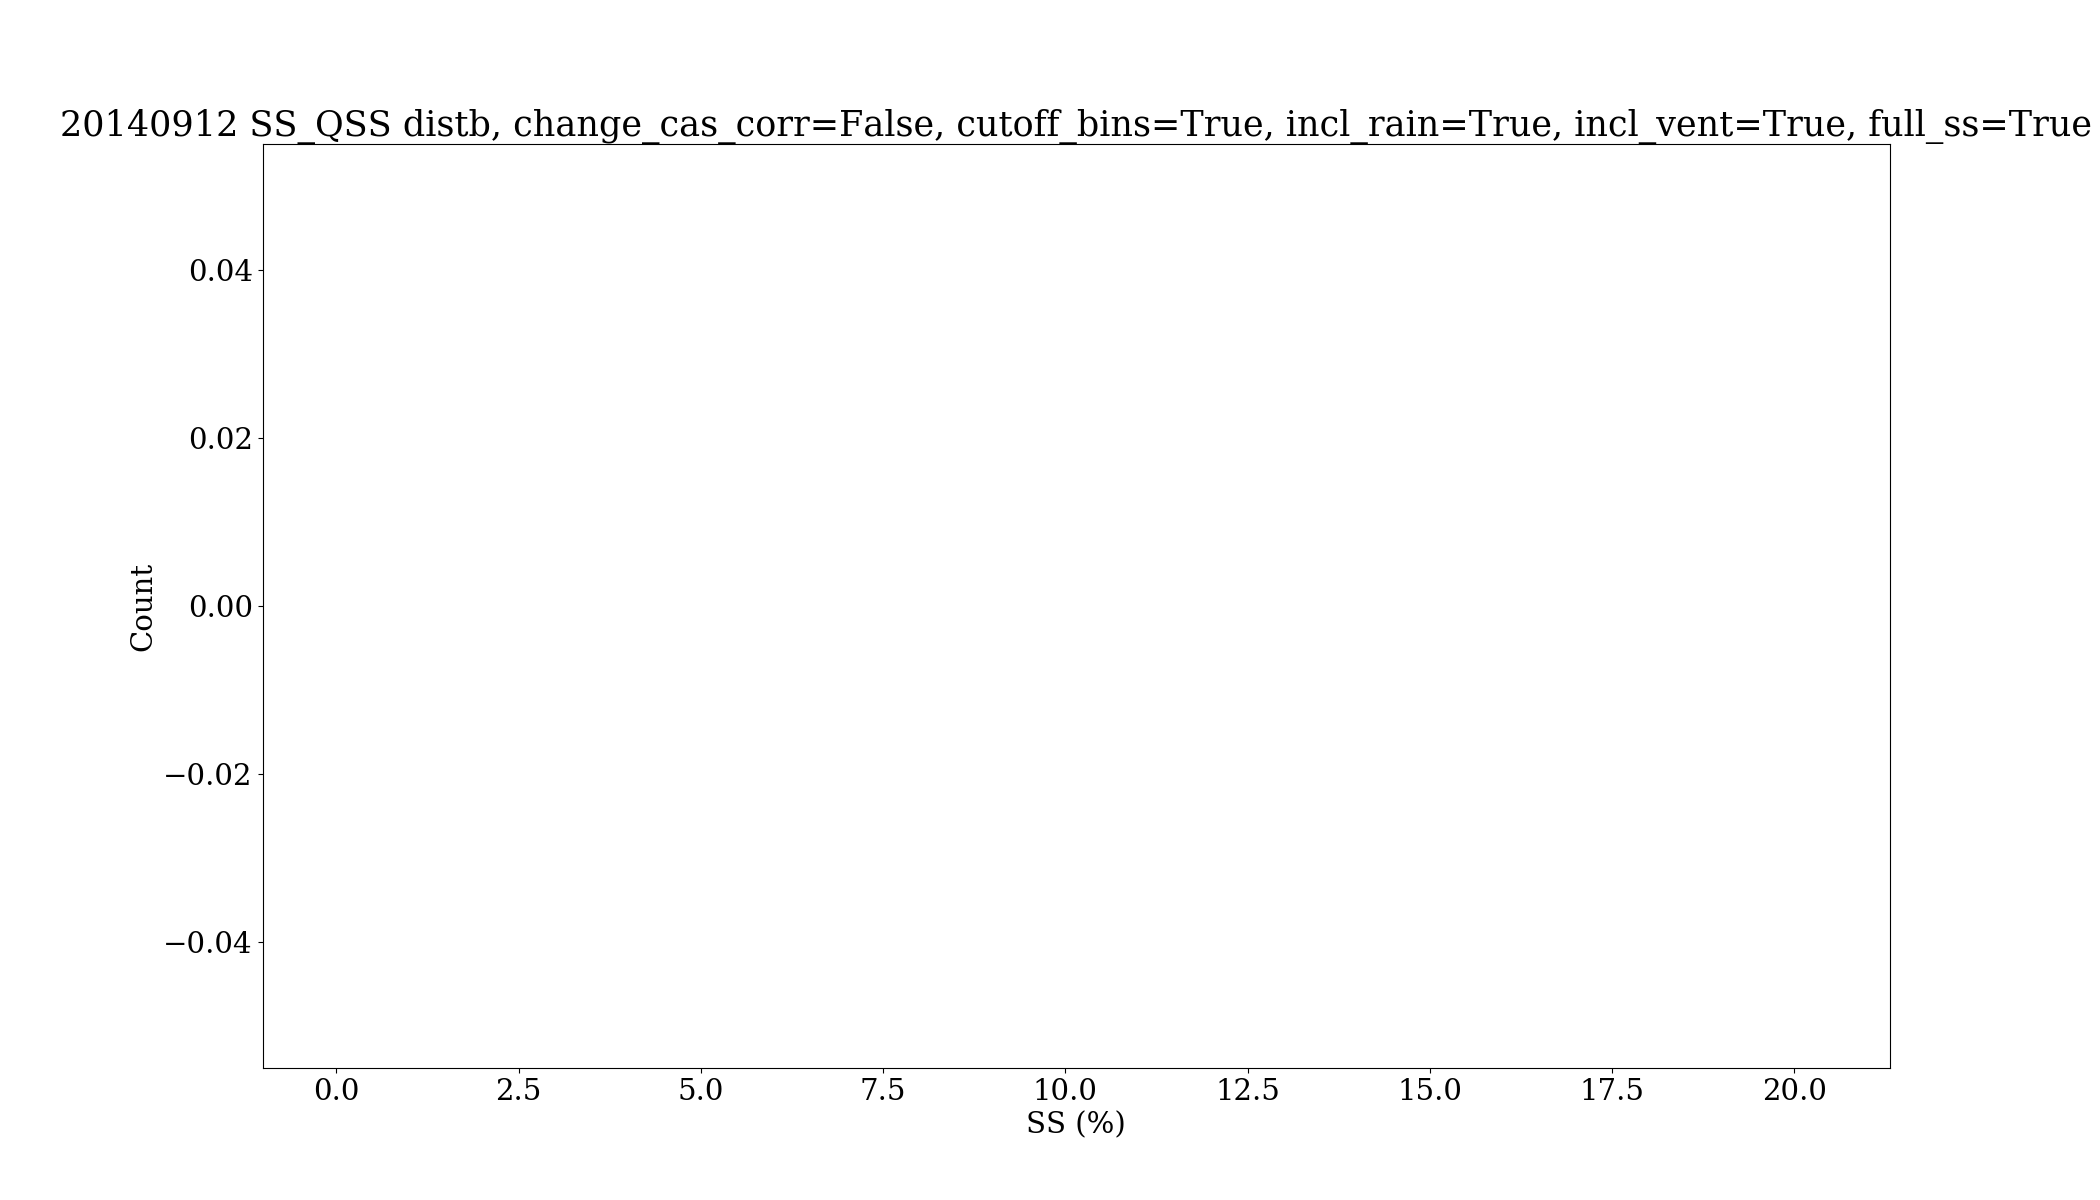 20140912 SS_QSS distb, change_cas_corr=False, cutoff_bins=True, incl_rain=True, incl_vent=True, full_ss=True
0.04
0.02
0.00
−0.02
−0.04
Count
0.0 2.5 5.0 7.5 10.0 12.5 15.0 17.5 20.0
SS (%)